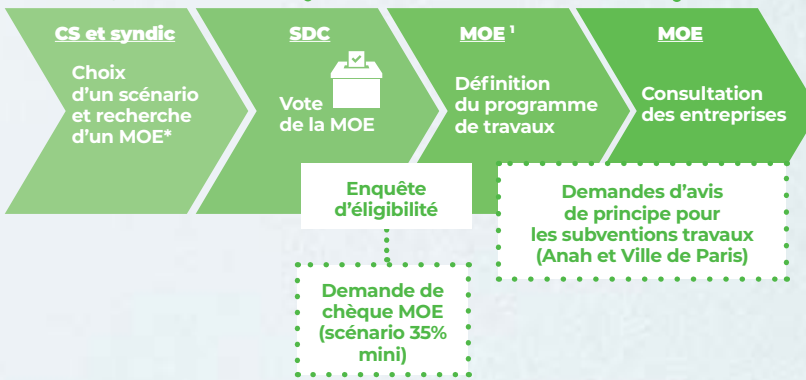 CS et syndic
Choix
d'un scénario
et recherche
d'un MOE*
SDC
Vote
de la MOE
MOE ¹
Définition
du programme
de travaux
MOE
Consultation
des entreprises
Enquête
d'éligibilité
Demandes d'avis
de principe pour
les subventions travaux
(Anah et Ville de Paris)
Demande de
chèque MOE
(scénario 35%
mini)